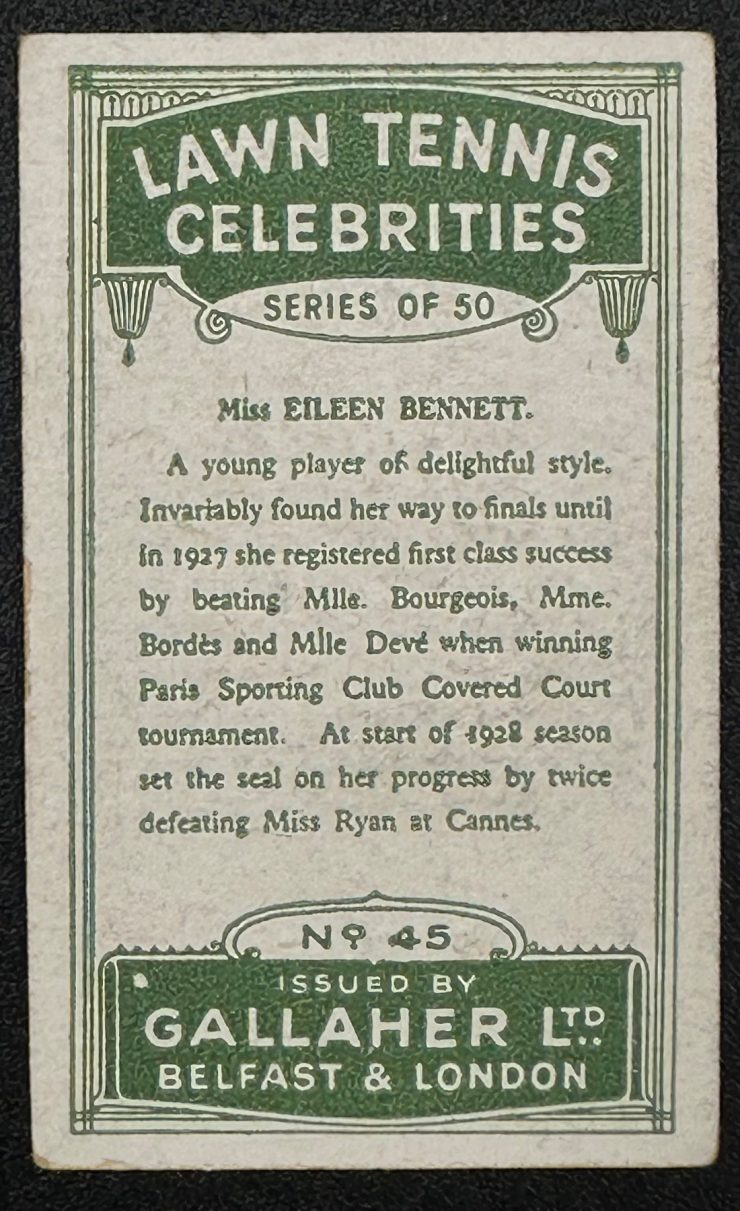 LAWN TENNIS
CELEBRITIES
SERIES OF 50
Miss EILEEN BENNETT.
A young player of delightful style.
Invariably found her way to finals until
in 1927 she registered first class success
by beating Mlle. Bourgeois, Mme.
Bordès and Mlle Devé when winning
Paris Sporting Club Covered Court
tournament. At start of 1928 season
set the seal on her progress by twice
defeating Miss Ryan at Cannes.
Nº 45
ISSUED BY
GALLAHER LTD.
BELFAST & LONDON